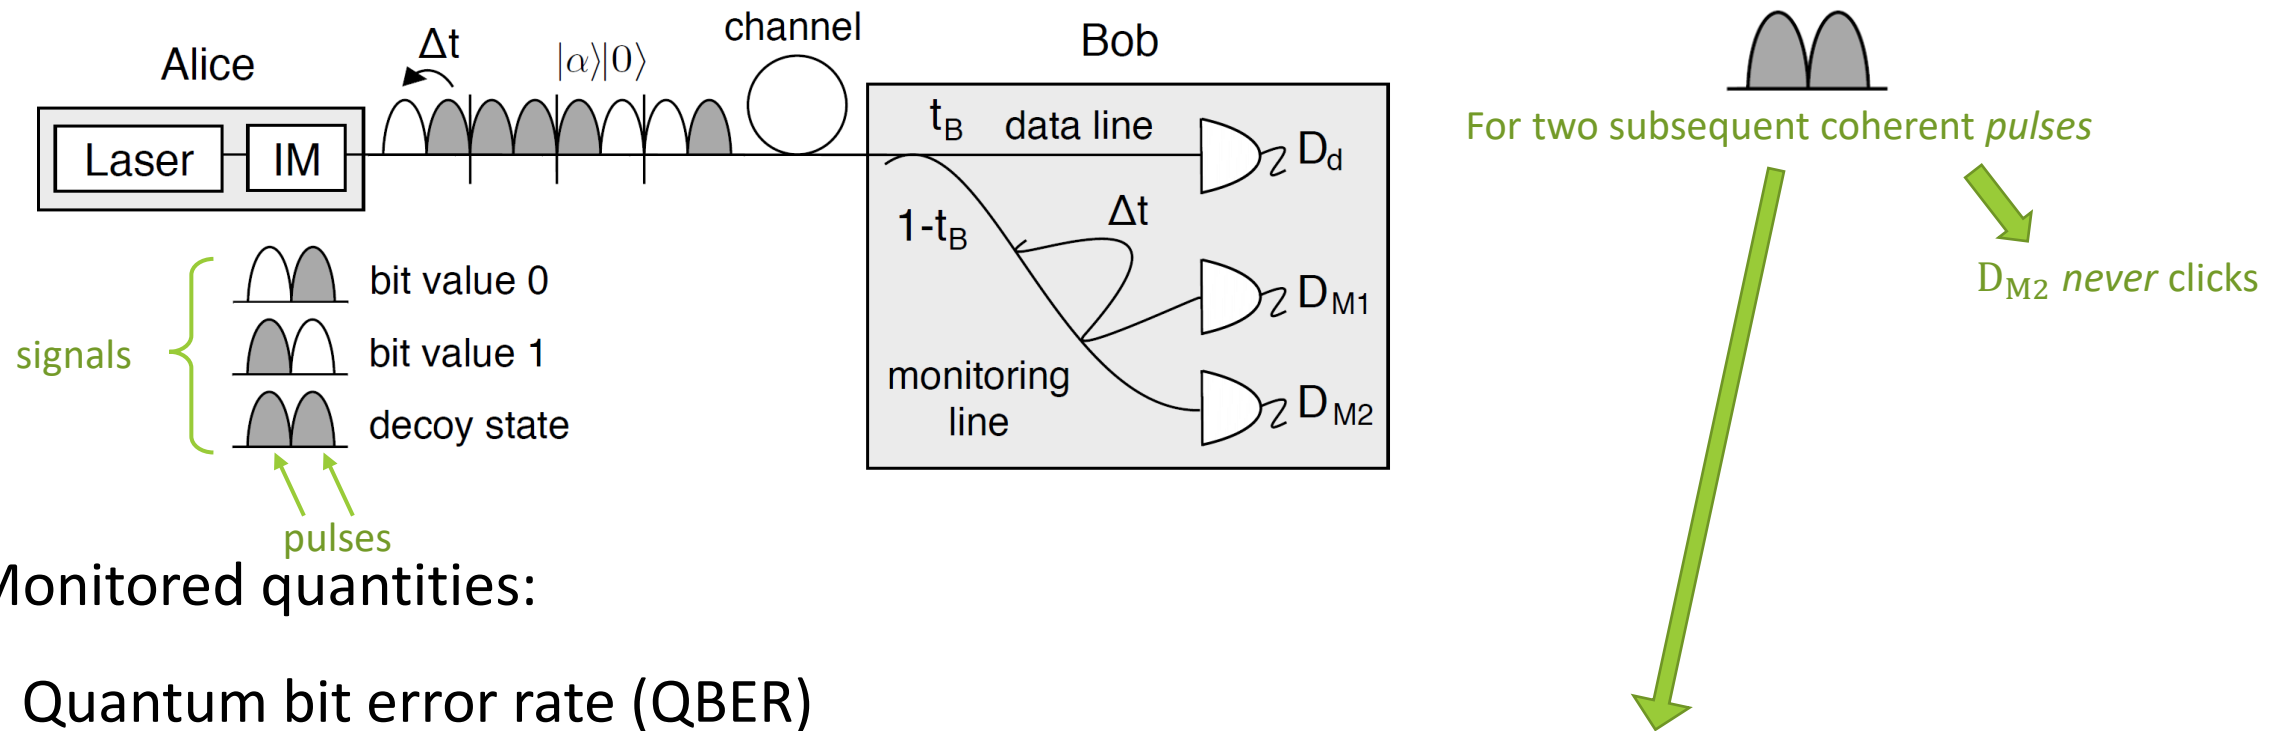 Alice
Laser
IM
Δt
|α⟩|0⟩
channel
Bob
t_B
data line
D_d
1-t_B
Δt
D_M1
monitoring
line
D_M2
signals
bit value 0
bit value 1
decoy state
pulses
For two subsequent coherent pulses
D_M2 never clicks
Monitored quantities:
Quantum bit error rate (QBER)